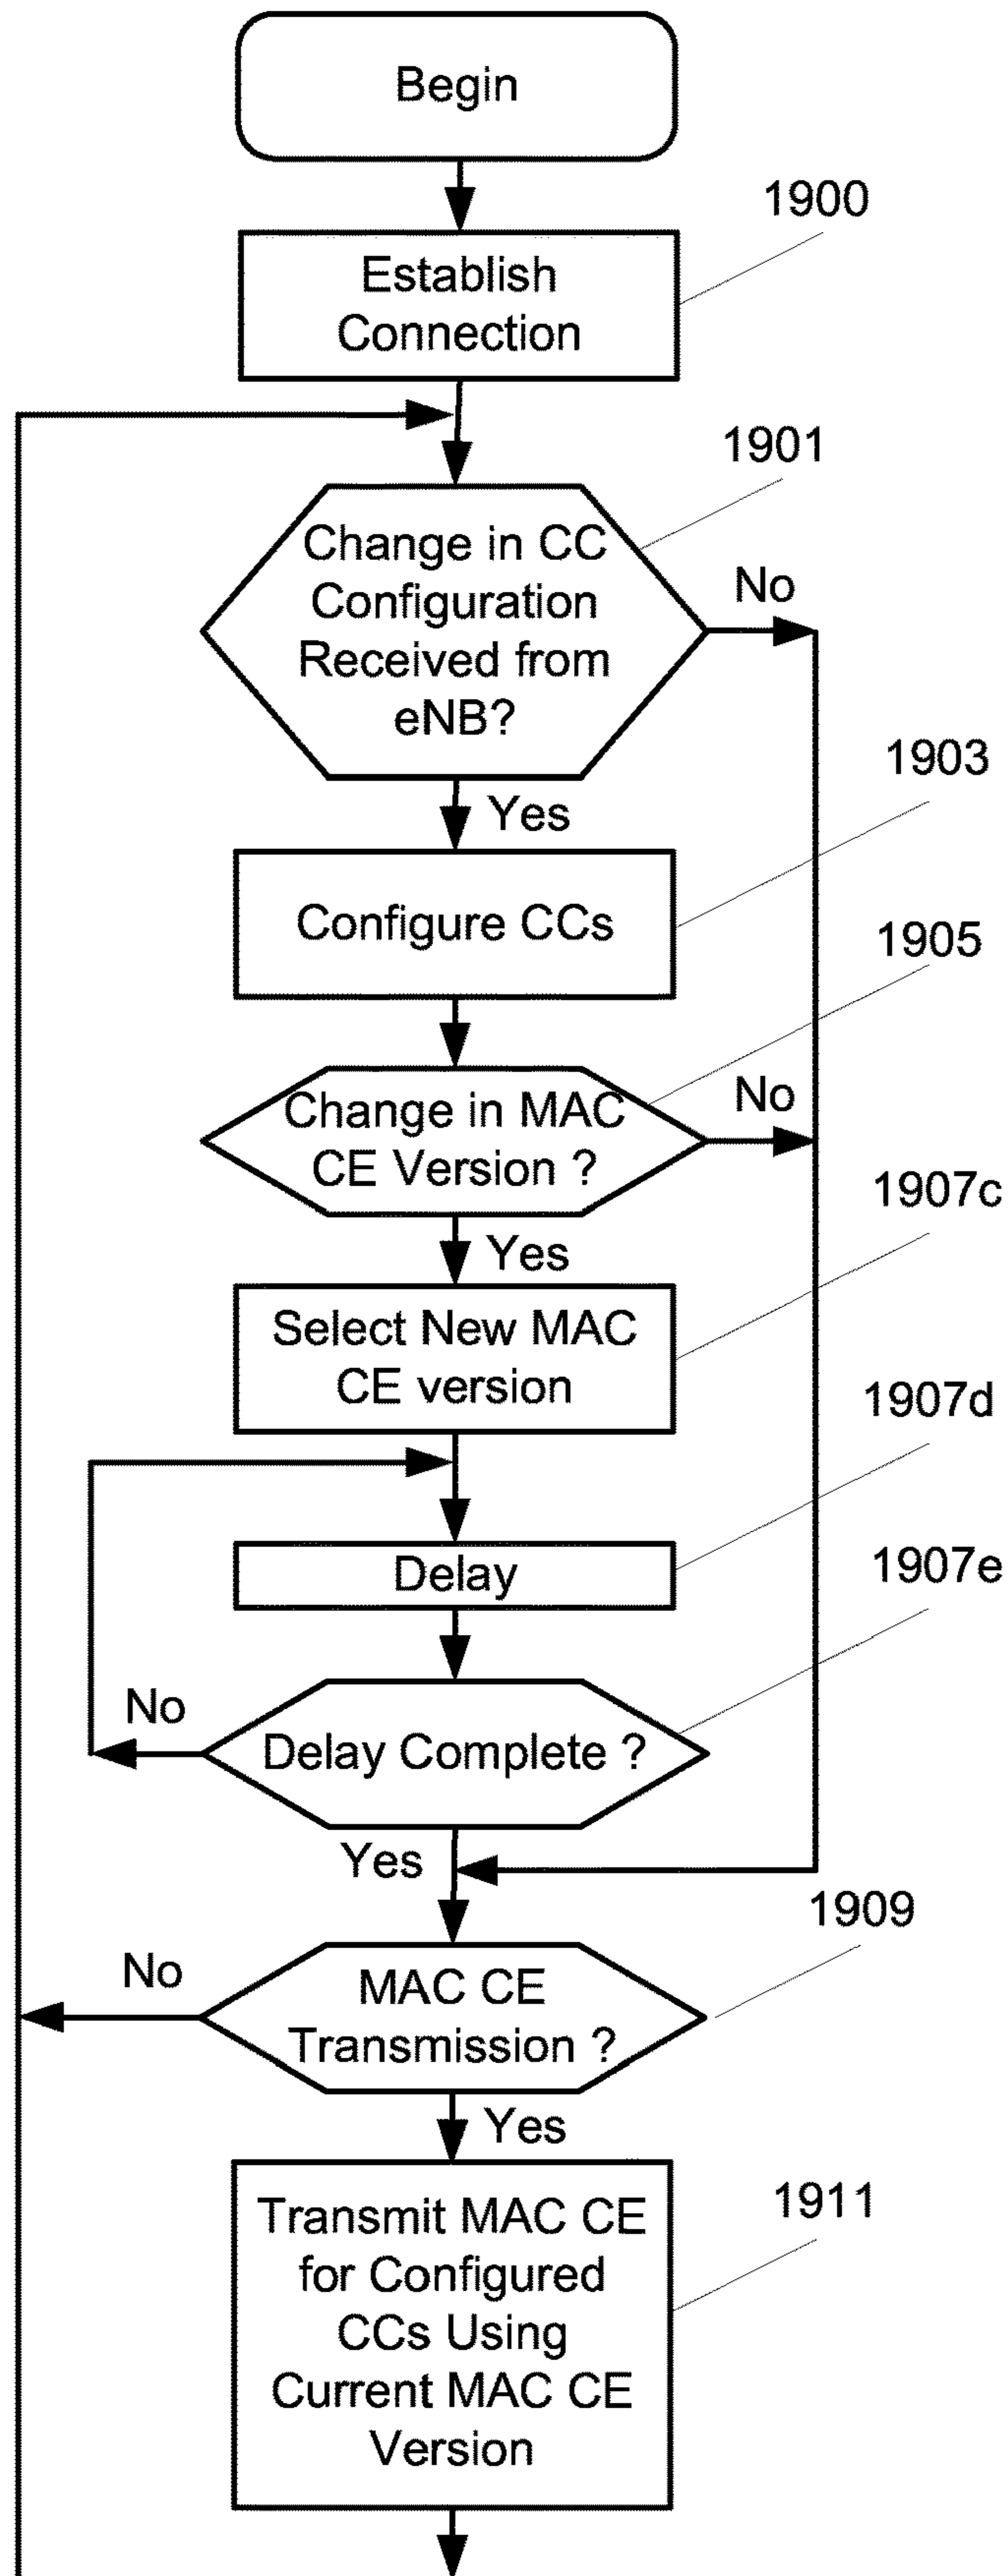 Begin
1900
Establish
Connection
1901
Change in CC
Configuration
Received from
eNB?
No
Yes
1903
Configure CCs
1905
Change in MAC
CE Version ?
No
Yes
1907c
Select New MAC
CE version
1907d
Delay
1907e
No
Delay Complete ?
Yes
1909
No
MAC CE
Transmission ?
Yes
1911
Transmit MAC CE
for Configured
CCs Using
Current MAC CE
Version